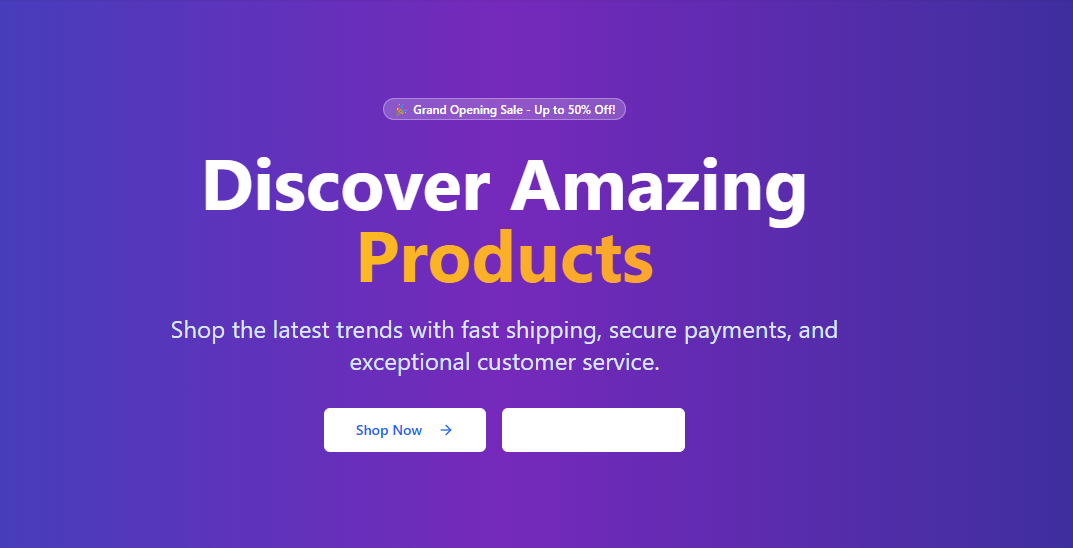 🎉 Grand Opening Sale - Up to 50% Off!
Discover Amazing
Products
Shop the latest trends with fast shipping, secure payments, and
exceptional customer service.
Shop Now →